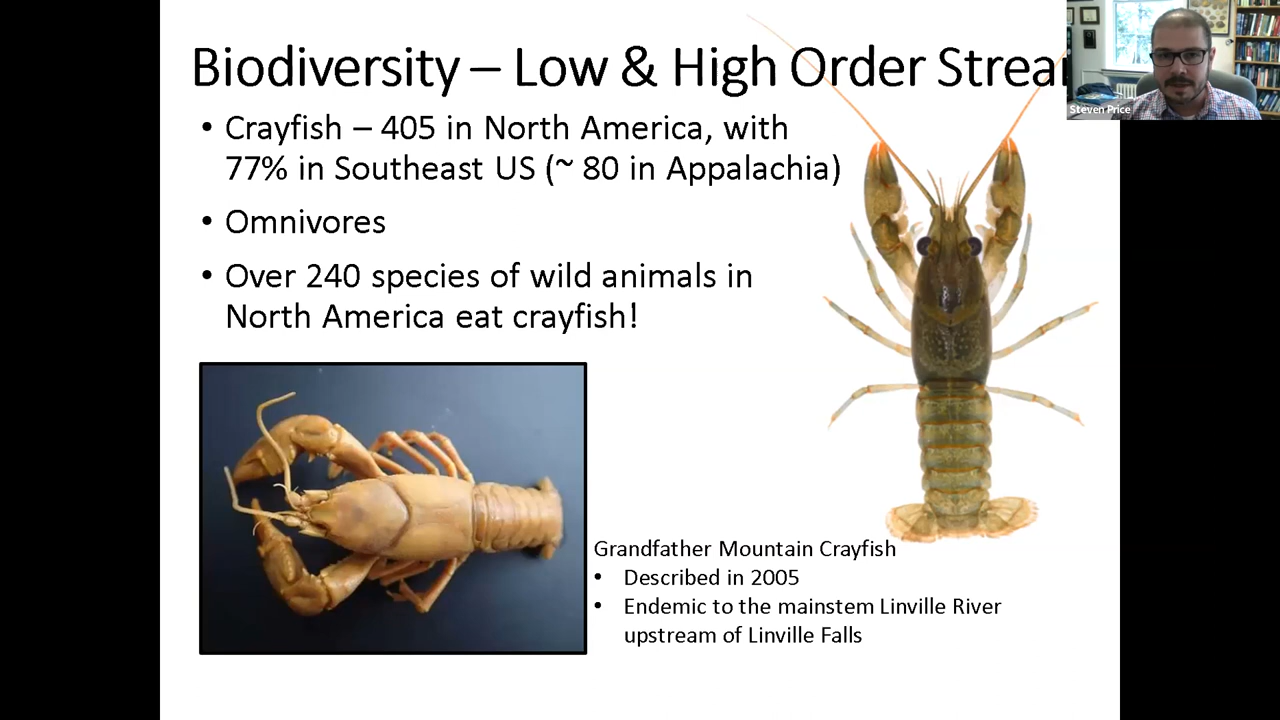 Biodiversity – Low & High Order
• Crayfish – 405 in North America, with
77% in Southeast US (~ 80 in Appalachia)
• Omnivores
• Over 240 species of wild animals in
North America eat crayfish!
Grandfather Mountain Crayfish
• Described in 2005
• Endemic to the mainstem Linville River
upstream of Linville Falls
Steven Price